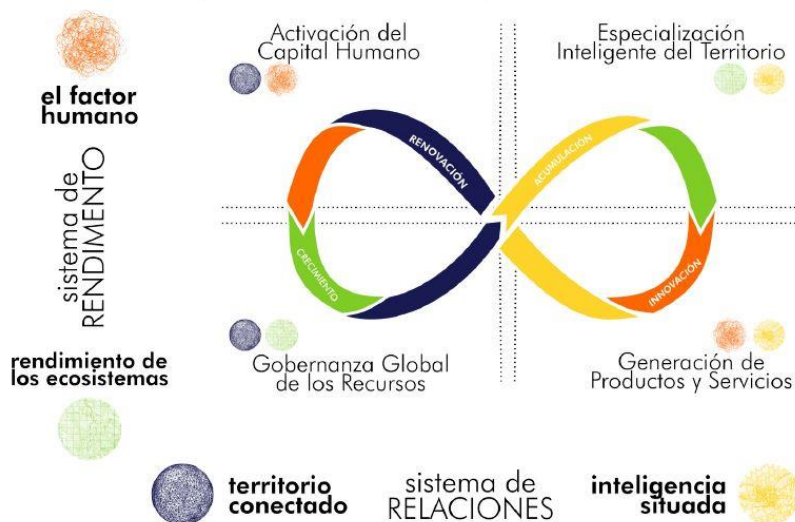 Activación del
Capital Humano
Especialización
Inteligente del Territorio
el factor
humano
RENOVACIÓN
ACUMULACIÓN
sistema de
RENDIMENTO
CRECIMIENTO
INNOVACIÓN
rendimiento de
los ecosistemas
Gobernanza Global
de los Recursos
Generación de
Productos y Servicios
territorio
conectado
sistema de
RELACIONES
inteligencia
situada